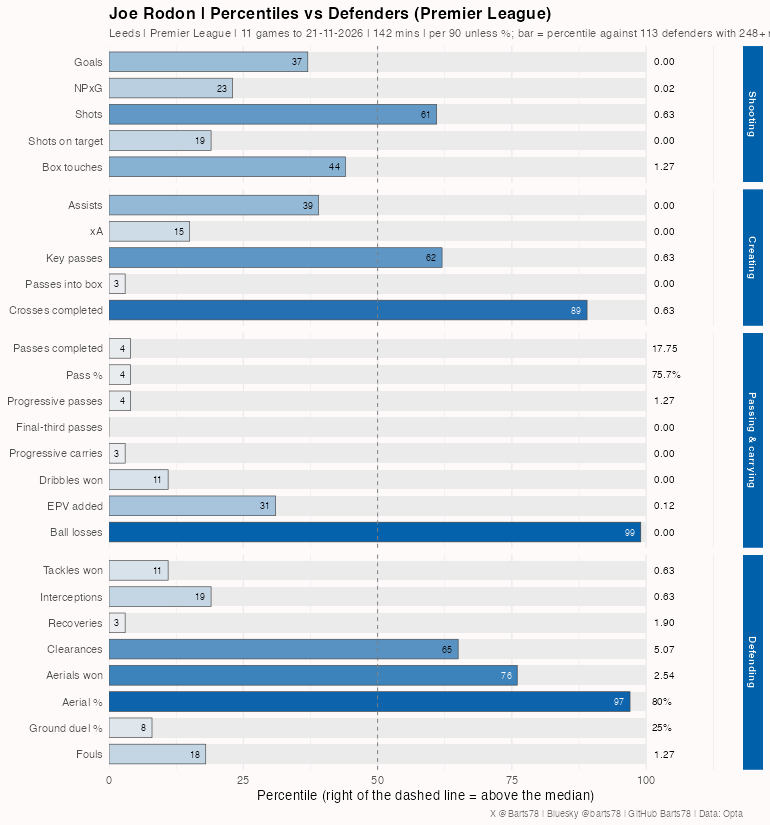 Joe Rodon | Percentiles vs Defenders (Premier League)
Leeds | Premier League | 11 games to 21-11-2026 | 142 mins | per 90 unless %; bar = percentile against 113 defenders with 248+
Goals 37 0.00
NPxG 23 0.02
Shots 61 0.63
Shots on target 19 0.00
Box touches 44 1.27
Shooting
Assists 39 0.00
xA 15 0.00
Key passes 62 0.63
Passes into box 3 0.00
Crosses completed 89 0.63
Creating
Passes completed 4 17.75
Pass % 4 75.7%
Progressive passes 4 1.27
Final-third passes 0.00
Progressive carries 3 0.00
Dribbles won 11 0.00
EPV added 31 0.12
Ball losses 99 0.00
Passing & carrying
Tackles won 11 0.63
Interceptions 19 0.63
Recoveries 3 1.90
Clearances 65 5.07
Aerials won 76 2.54
Aerial % 97 80%
Ground duel % 8 25%
Fouls 18 1.27
Defending
0 25 50 75 100
Percentile (right of the dashed line = above the median)
X @Barts78 | Bluesky @barts78 | GitHub Barts78 | Data: Opta